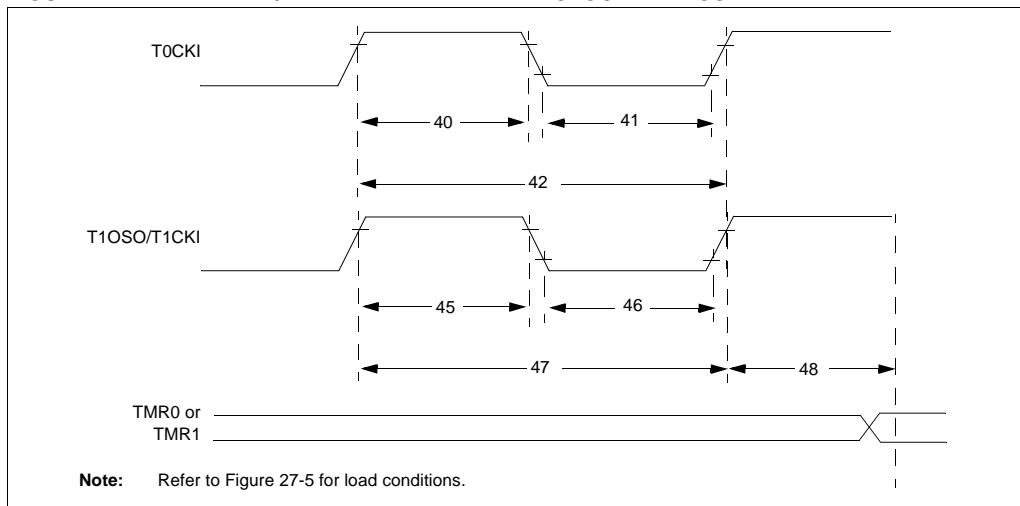 T0CKI
40
41
42
T1OSO/T1CKI
45
46
47
48
TMR0 or
TMR1
Note: Refer to Figure 27-5 for load conditions.